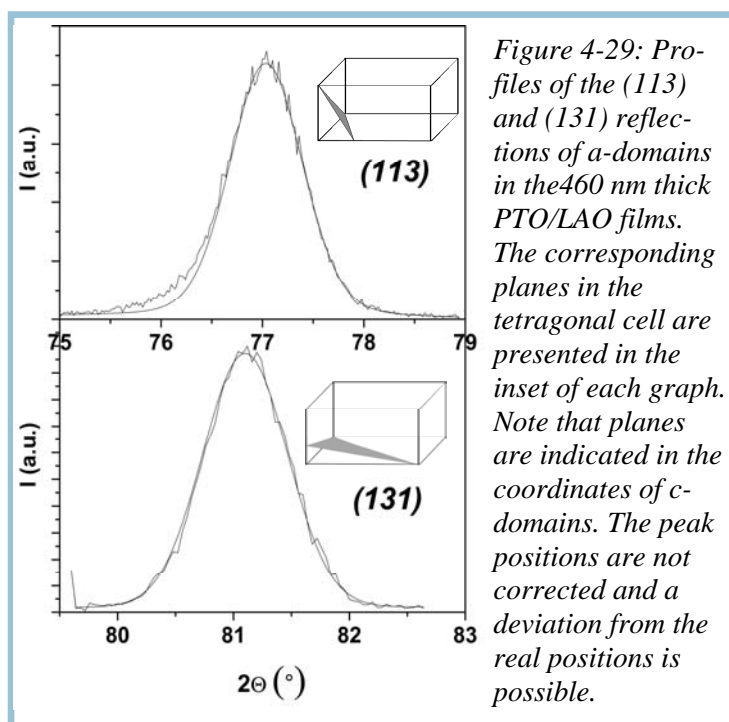 I (a.u.)
(113)
75 76 77 78 79
I (a.u.)
(131)
80 81 82 83
2Θ (°)
Figure 4-29: Pro-
files of the (113)
and (131) reflec-
tions of a-domains
in the460 nm thick
PTO/LAO films.
The corresponding
planes in the
tetragonal cell are
presented in the
inset of each graph.
Note that planes
are indicated in the
coordinates of c-
domains. The peak
positions are not
corrected and a
deviation from the
real positions is
possible.